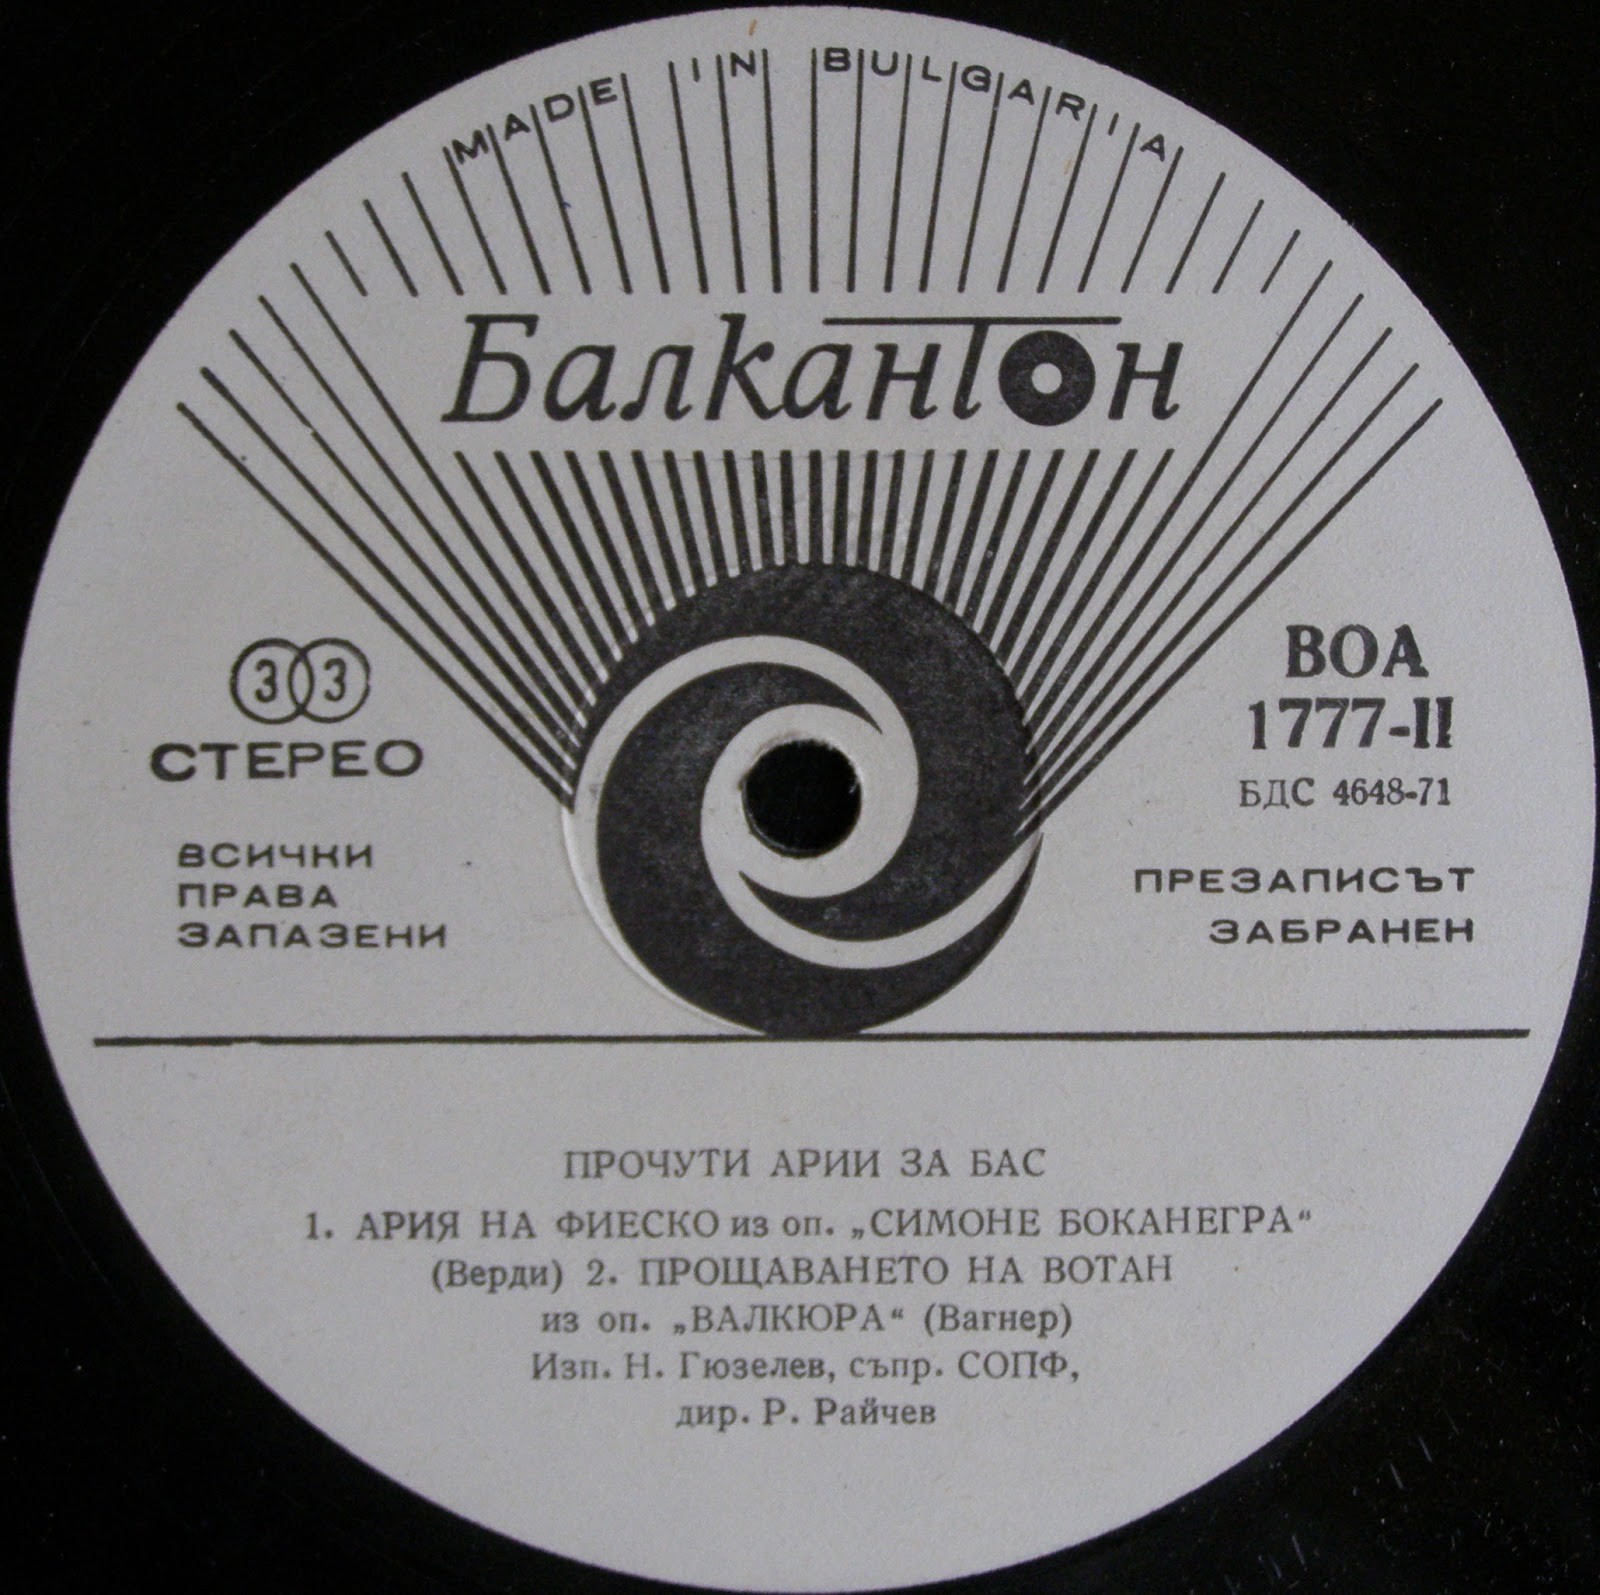 MADE IN BULGARIA
Балкантон
33
СТЕРЕО
ВСИЧКИ
ПРАВА
ЗАПАЗЕНИ
ВОА
1777-II
БДС 4648-71
ПРЕЗАПИСЪТ
ЗАБРАНЕН
ПРОЧУТИ АРИИ ЗА БАС
1. АРИЯ НА ФИЕСКО из оп. „СИМОНЕ БОКАНЕГРА“
(Верди) 2. ПРОЩАВАНЕТО НА ВОТАН
из оп. „ВАЛКЮРА“ (Вагнер)
Изп. Н. Гюзелев, съпр. СОПФ,
дир. Р. Райчев